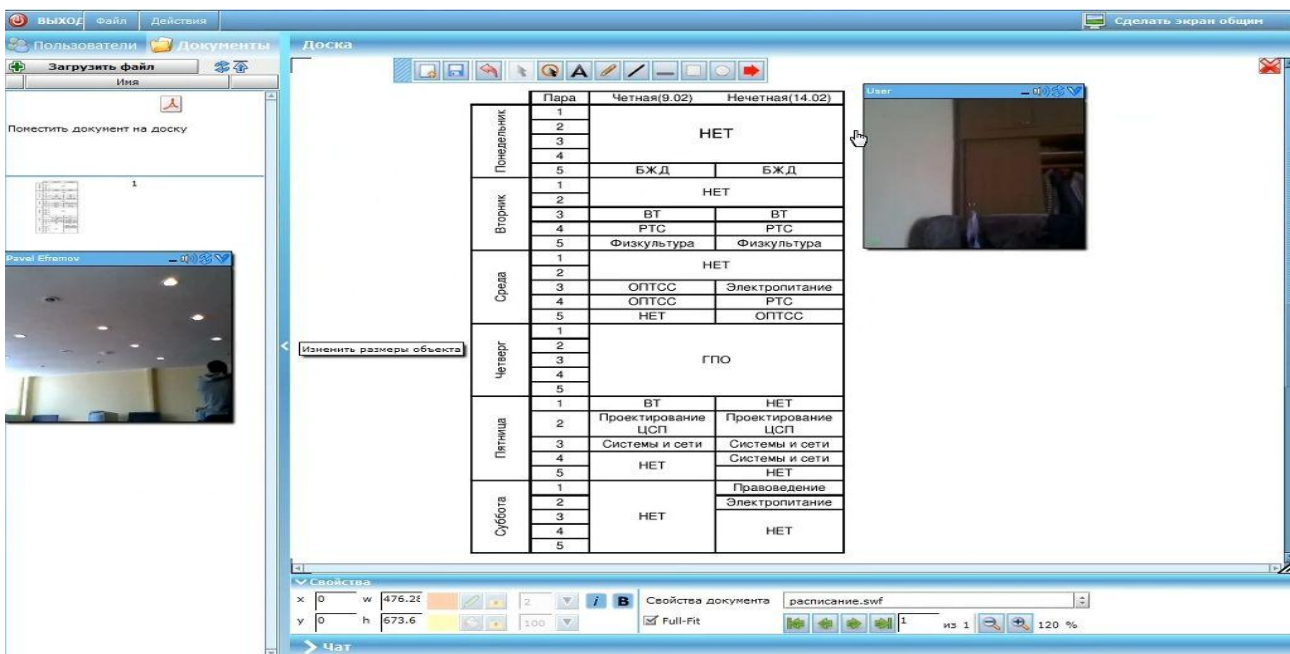 выход Файл Действия Сделать экран общим
Пользователи Документы Доска
Загрузить файл
Имя
Поместить документ на доску
1
Pavel Efremov
User
Изменить размеры объекта
Пара Четная(9.02) Нечетная(14.02)
Понедельник
1 НЕТ
2
3
4
5 БЖД БЖД
Вторник
1 НЕТ
2
3 ВТ ВТ
4 РТС РТС
5 Физкультура Физкультура
Среда
1 НЕТ
2
3 ОПТСС Электропитание
4 ОПТСС РТС
5 НЕТ ОПТСС
Четверг
1
2
3 ГПО
4
5
Пятница
1 ВТ НЕТ
2 Проектирование ЦСП Проектирование ЦСП
3 Системы и сети Системы и сети
4 НЕТ Системы и сети
5 НЕТ
Суббота
1 Правоведение
2 Электропитание
3 НЕТ
4 НЕТ
5
Свойства
x 0 w 476.28 2 i B Свойства документа расписание.swf
y 0 h 673.6 100 Full-Fit 1 из 1 120 %
Чат